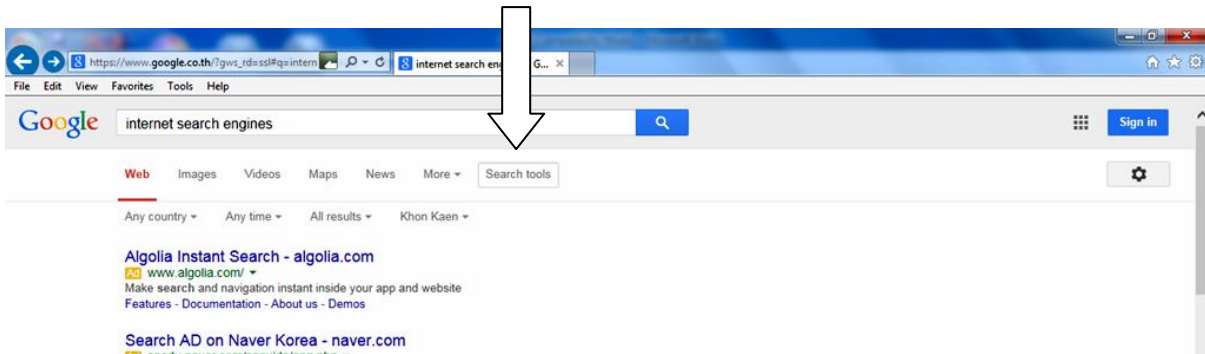 https://www.google.co.th/?gws_rd=ssl#q=intern
internet search eng G...
File Edit View Favorites Tools Help
Google internet search engines Sign in
Web Images Videos Maps News More Search tools
Any country Any time All results Khon Kaen
Algolia Instant Search - algolia.com
Ad www.algolia.com/
Make search and navigation instant inside your app and website
Features - Documentation - About us - Demos
Search AD on Naver Korea - naver.com